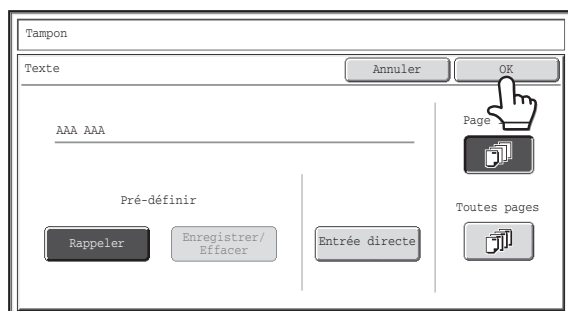 Tampon
Texte
Annuler
OK
AAA AAA
Page
Pré-définir
Toutes pages
Rappeler
Enregistrer/
Effacer
Entrée directe